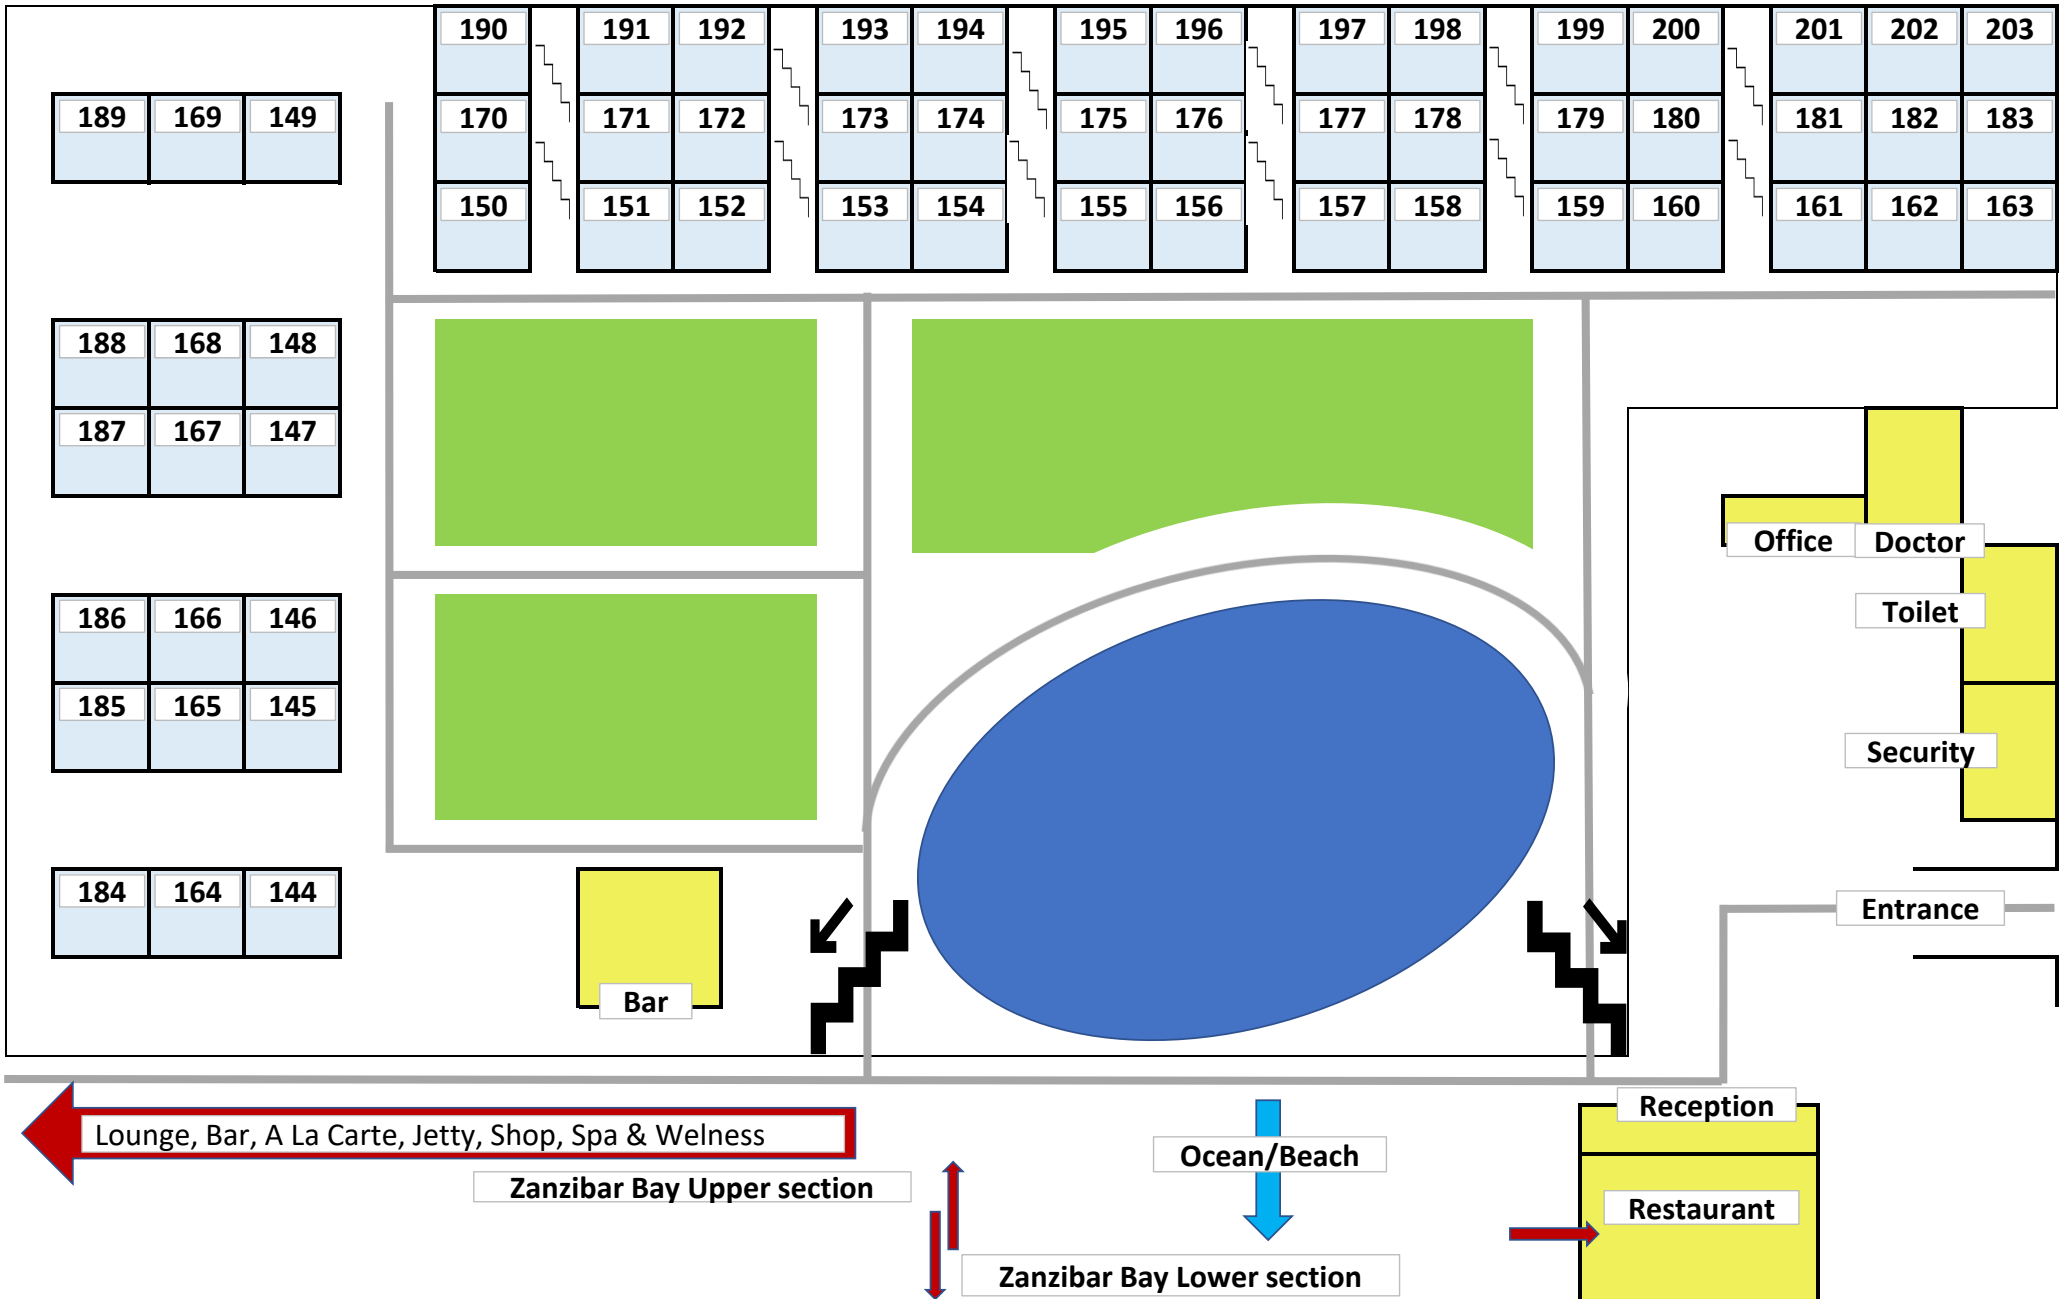 190 191 192 193 194 195 196 197 198 199 200 201 202 203
189 169 149 170 171 172 173 174 175 176 177 178 179 180 181 182 183
150 151 152 153 154 155 156 157 158 159 160 161 162 163
188 168 148
187 167 147
Office Doctor
186 166 146 Toilet
185 165 145
Security
184 164 144 Entrance
Bar
Reception
Lounge, Bar, A La Carte, Jetty, Shop, Spa & Welness
Ocean/Beach
Zanzibar Bay Upper section
Restaurant
Zanzibar Bay Lower section